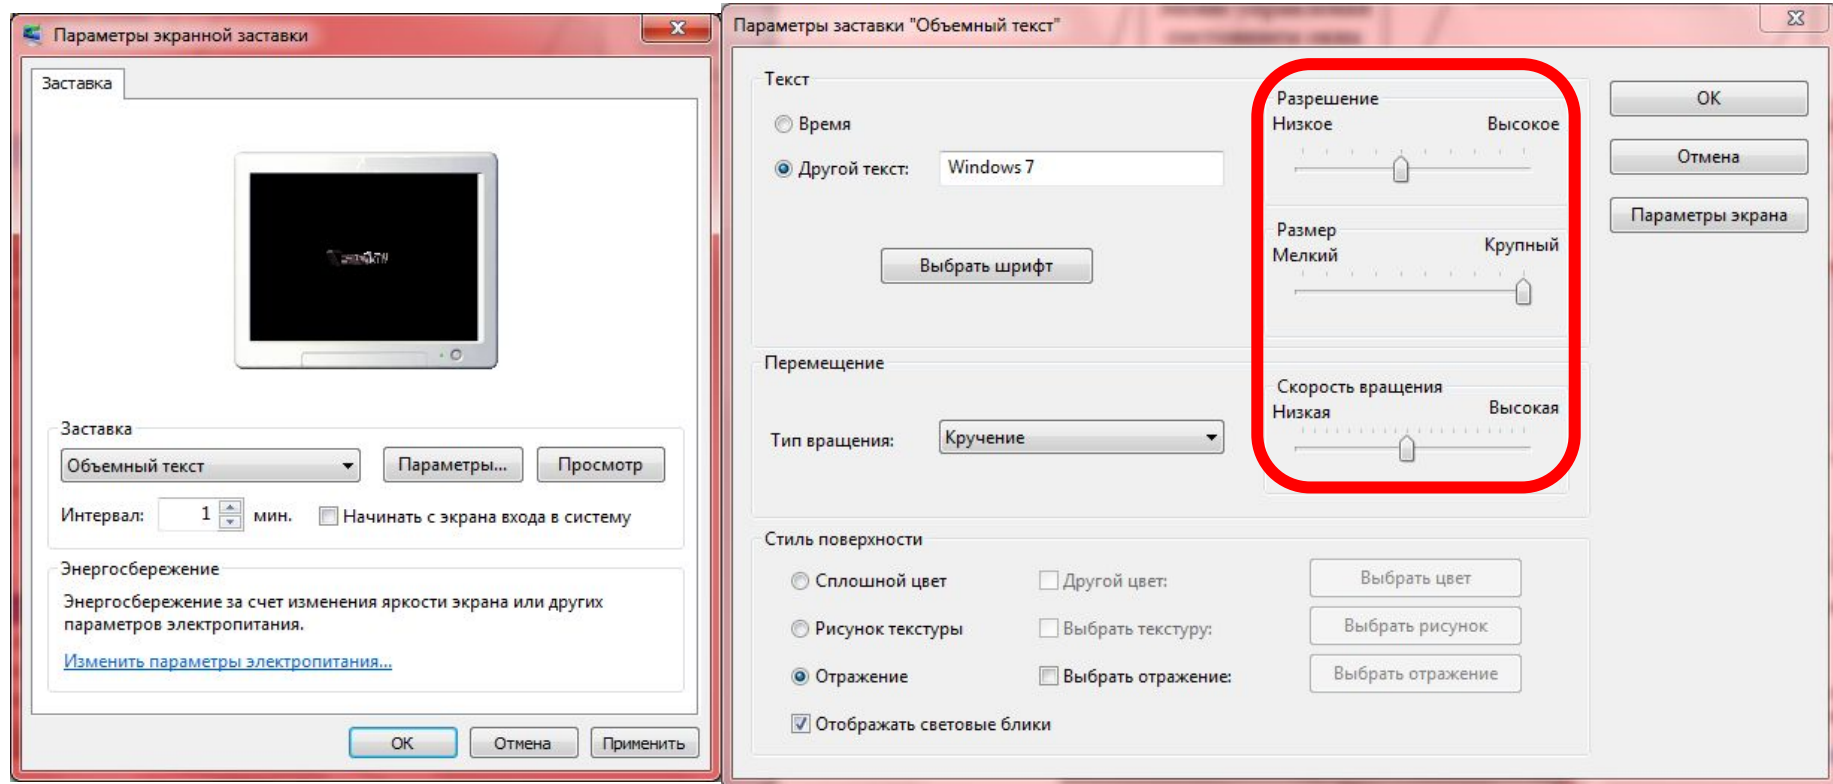 Параметры экранной заставки
Заставка
Заставка
Объемный текст
Параметры...
Просмотр
Интервал:
1
мин.
Начинать с экрана входа в систему
Энергосбережение
Энергосбережение за счет изменения яркости экрана или других
параметров электропитания.
Изменить параметры электропитания...
ОК
Отмена
Применить
Параметры заставки "Объемный текст"
Текст
Время
Другой текст:
Windows 7
Выбрать шрифт
Разрешение
Низкое
Высокое
Размер
Мелкий
Крупный
ОК
Отмена
Параметры экрана
Перемещение
Тип вращения:
Кручение
Скорость вращения
Низкая
Высокая
Стиль поверхности
Сплошной цвет
Другой цвет:
Выбрать цвет
Рисунок текстуры
Выбрать текстуру:
Выбрать рисунок
Отражение
Выбрать отражение:
Выбрать отражение
Отображать световые блики